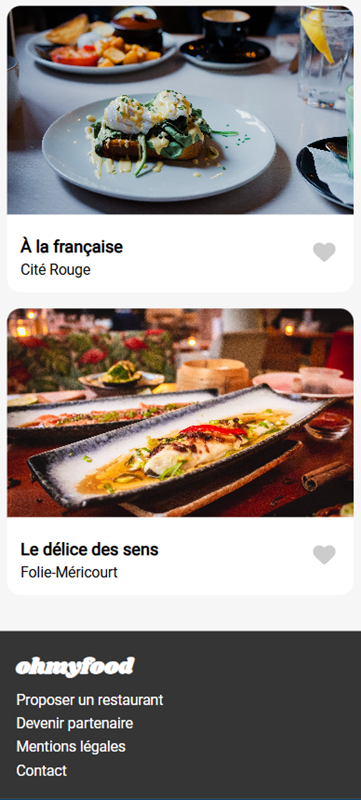 À la française
Cité Rouge
Le délice des sens
Folie-Méricourt
ohmyfood
Proposer un restaurant
Devenir partenaire
Mentions légales
Contact